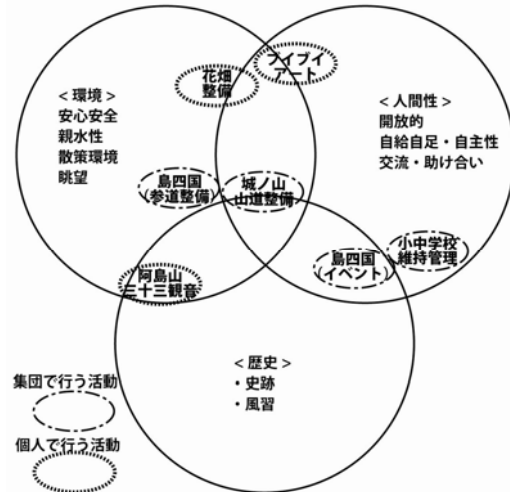 ブイブイ
アート
花畑
整備
＜環境＞
安心安全
親水性
散策環境
眺望
＜人間性＞
開放的
自給自足・自主性
交流・助け合い
島四国
（参道整備）
城ノ山
山道整備
小中学校
維持管理
島四国
（イベント）
阿島山
三十三観音
＜歴史＞
・史跡
・風習
集団で行う活動
個人で行う活動